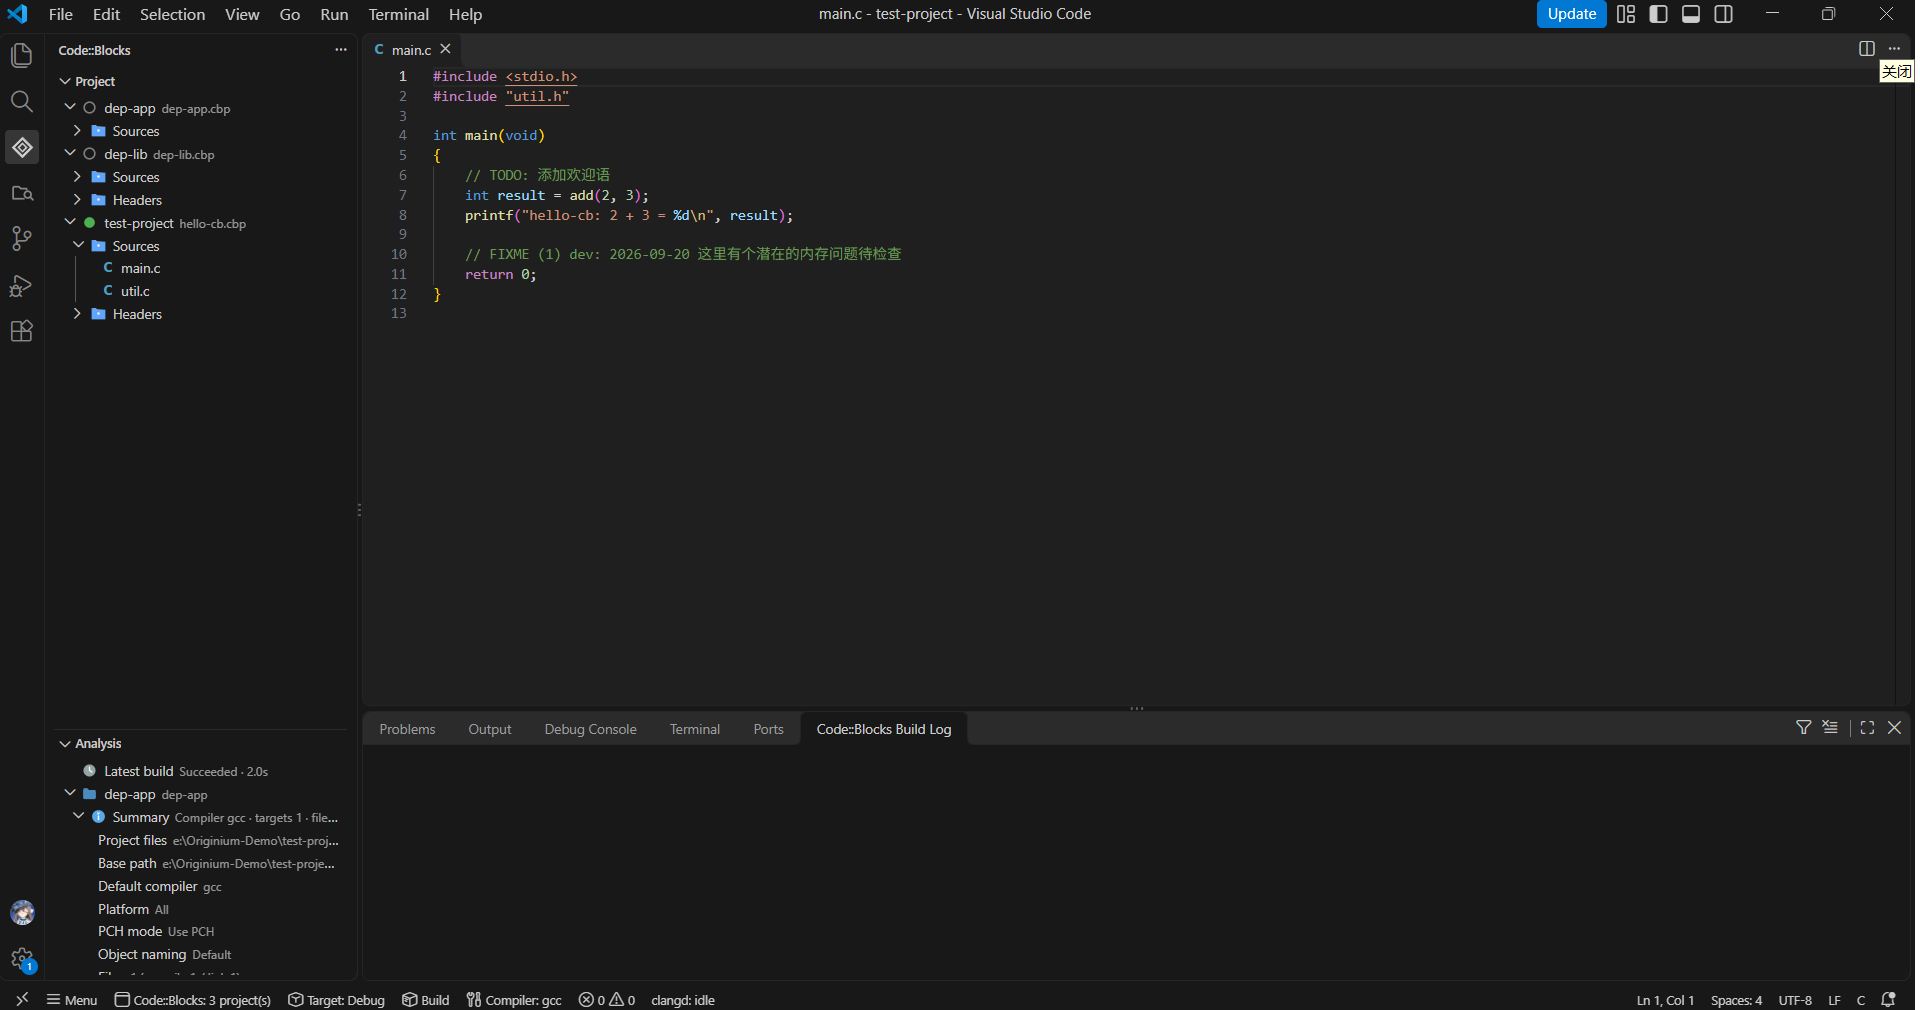 File Edit Selection View Go Run Terminal Help
main.c - test-project - Visual Studio Code
Update
Code::Blocks
Project
dep-app dep-app.cbp
Sources
dep-lib dep-lib.cbp
Sources
Headers
test-project hello-cb.cbp
Sources
C main.c
C util.c
Headers
Analysis
Latest build Succeeded · 2.0s
dep-app dep-app
Summary Compiler gcc · targets 1 · file...
Project files e:\Originium-Demo\test-proj...
Base path e:\Originium-Demo\test-proje...
Default compiler gcc
Platform All
PCH mode Use PCH
Object naming Default
C main.c
关闭
1 #include <stdio.h>
2 #include "util.h"
3
4 int main(void)
5 {
6 // TODO: 添加欢迎语
7 int result = add(2, 3);
8 printf("hello-cb: 2 + 3 = %d\n", result);
9
10 // FIXME (1) dev: 2026-09-20 这里有个潜在的内存问题待检查
11 return 0;
12 }
13
Problems Output Debug Console Terminal Ports Code::Blocks Build Log
1
Menu Code::Blocks: 3 project(s) Target: Debug Build Compiler: gcc 0 0 clangd: idle
Ln 1, Col 1 Spaces: 4 UTF-8 LF C